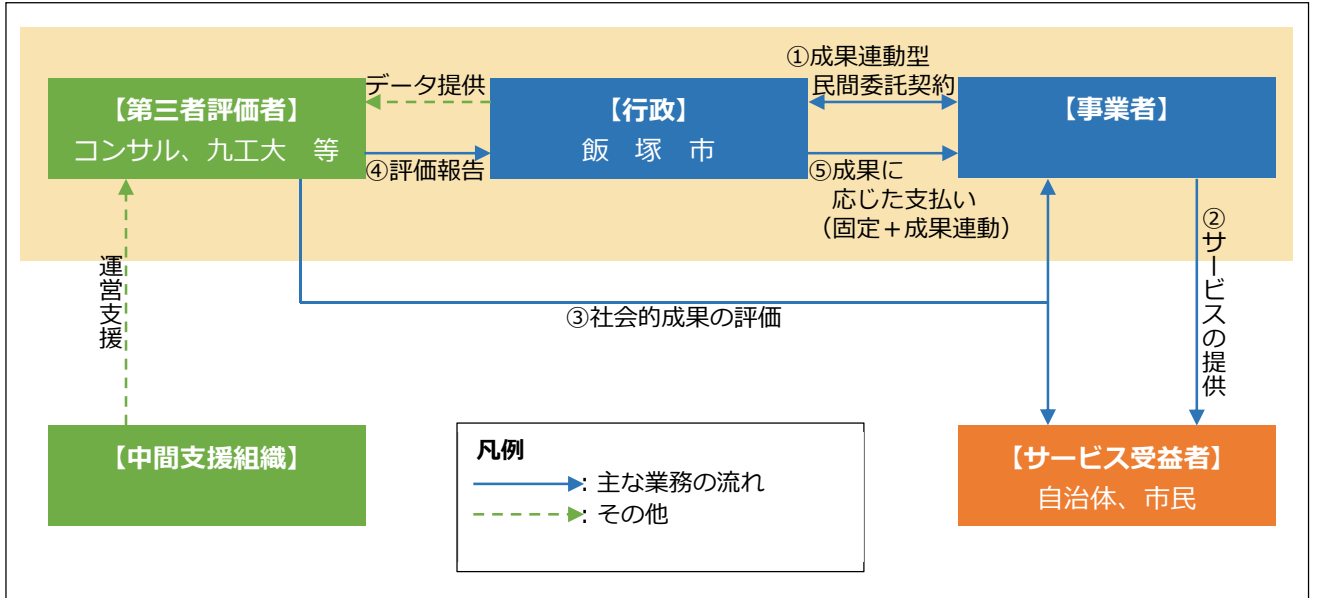 ①成果連動型
民間委託契約
データ提供
【第三者評価者】
コンサル、九工大　等
【行政】
飯　塚　市
【事業者】
④評価報告
⑤成果に
応じた支払い
（固定＋成果連動）
②サービスの提供
運営支援
③社会的成果の評価
【中間支援組織】
凡例
: 主な業務の流れ
: その他
【サービス受益者】
自治体、市民